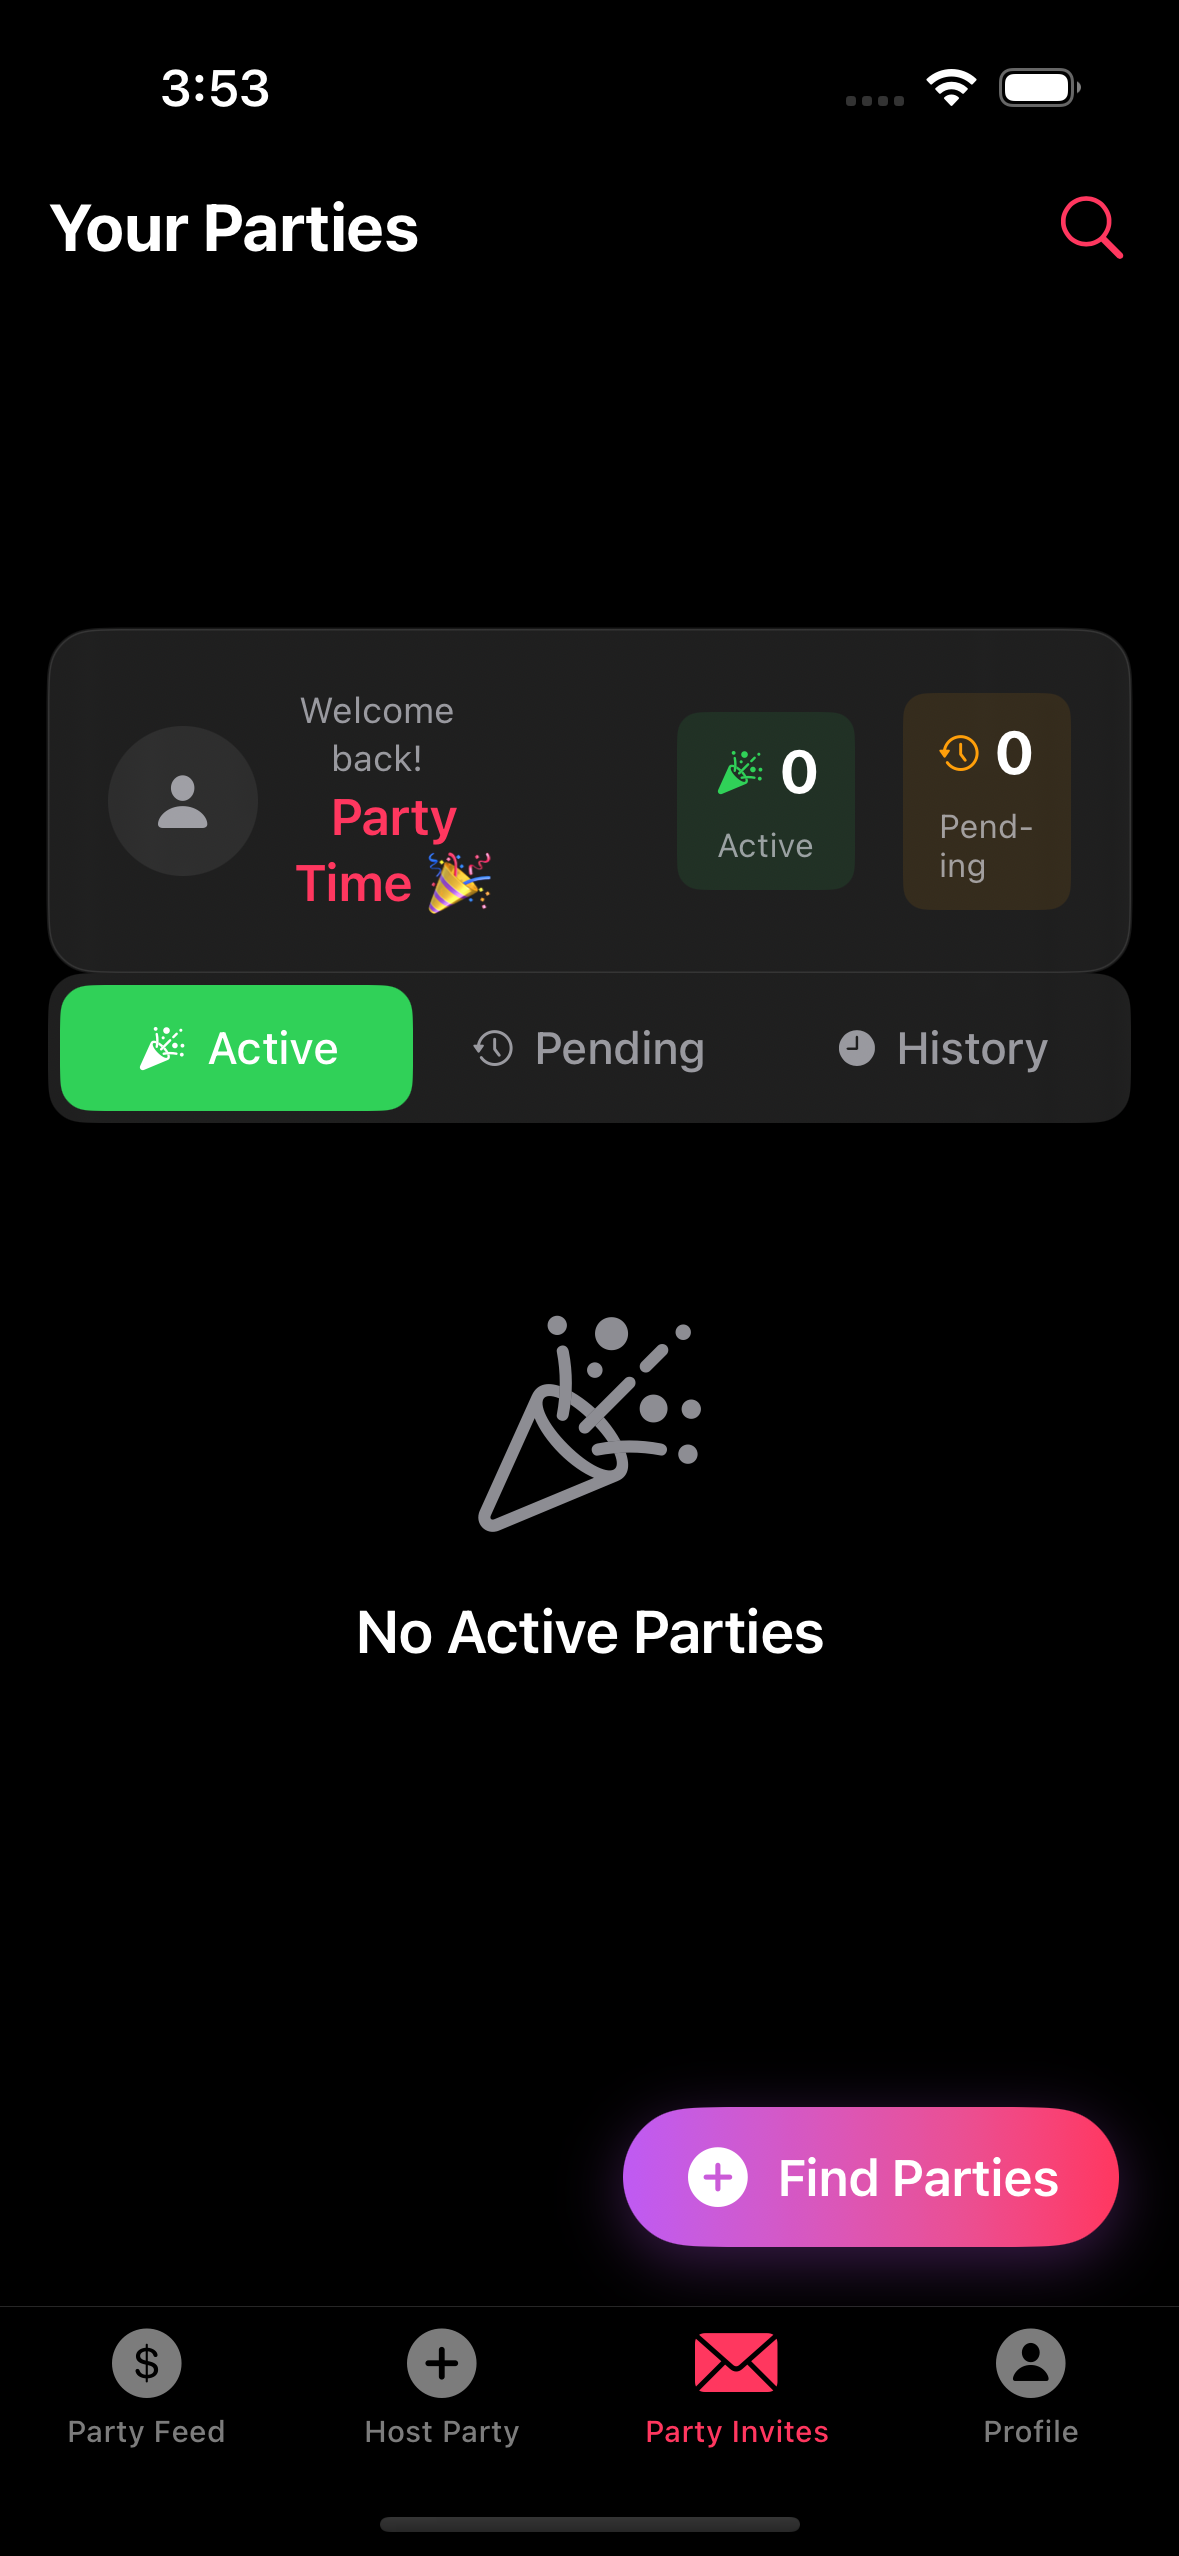 3:53
Your Parties
Welcome
back!
Party
Time 🎉
0
Active
0
Pend-
ing
Active
Pending
History
No Active Parties
Find Parties
$
Party Feed
Host Party
Party Invites
Profile